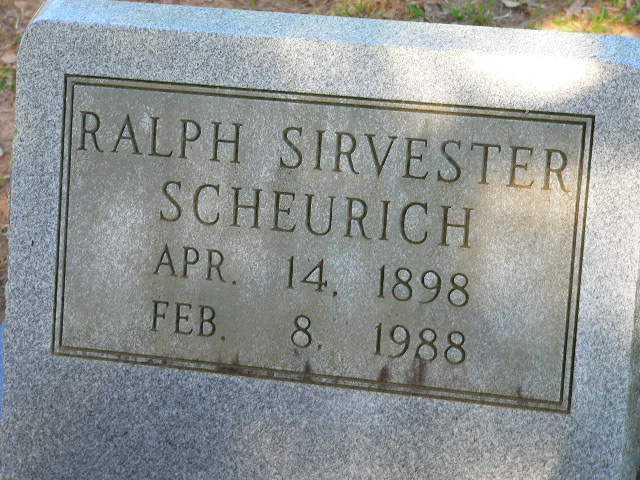 RALPH SIRVESTER
SCHEURICH
APR. 14, 1898
FEB. 8, 1988